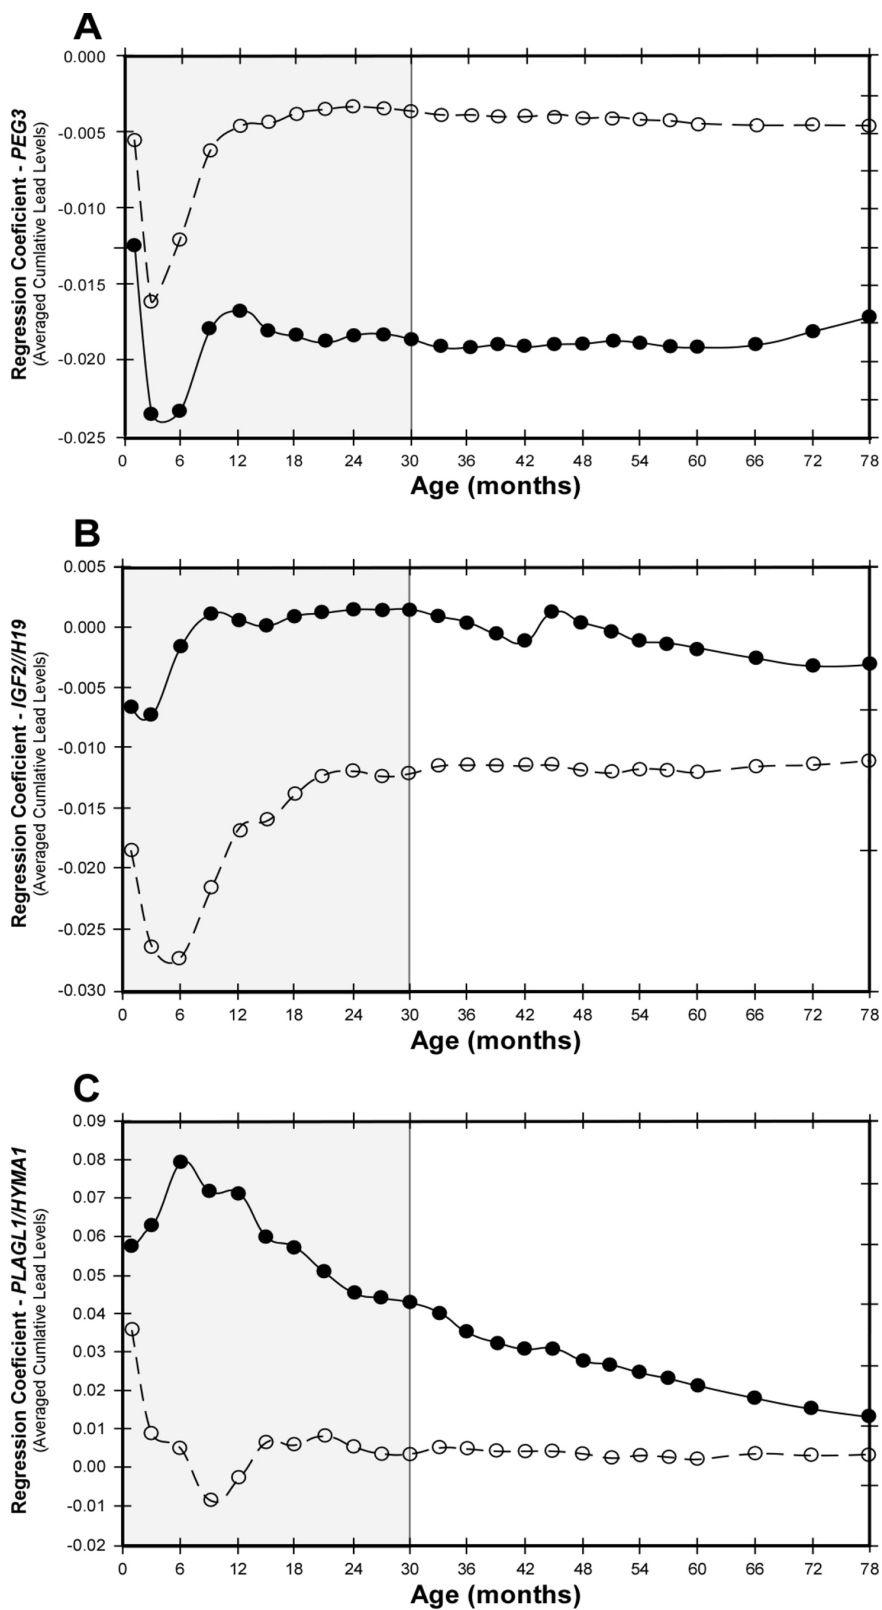 A
Regression Coeficient - PEG3
(Averaged Cumlative Lead Levels)
0.000
-0.005
-0.010
-0.015
-0.020
-0.025
0 6 12 18 24 30 36 42 48 54 60 66 72 78
Age (months)
B
Regression Coeficient - IGF2//H19
(Averaged Cumlative Lead Levels)
0.005
0.000
-0.005
-0.010
-0.015
-0.020
-0.025
-0.030
0 6 12 18 24 30 36 42 48 54 60 66 72 78
Age (months)
C
Regression Coeficient - PLAGL1/HYMA1
(Averaged Cumlative Lead Levels)
0.09
0.08
0.07
0.06
0.05
0.04
0.03
0.02
0.01
0.00
-0.01
-0.02
0 6 12 18 24 30 36 42 48 54 60 66 72 78
Age (months)